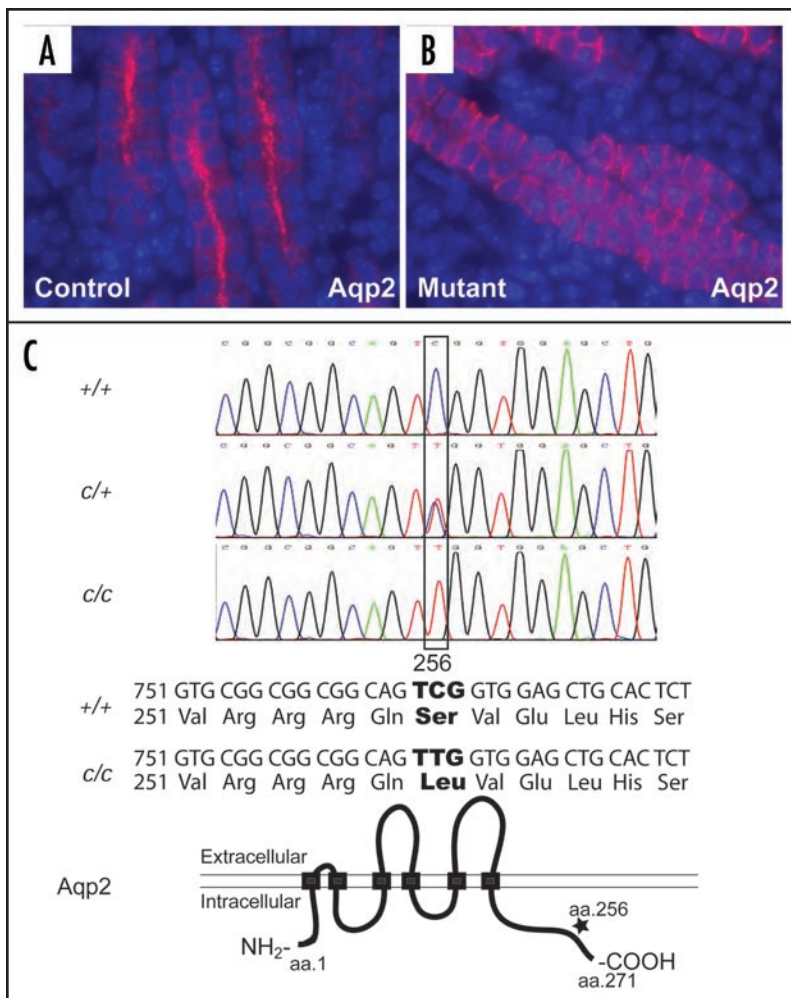 A
B
Control Aqp2
Mutant Aqp2
C
C G G C G G C A G T C G G T G G A G C T G
+/+
C G G C G G C A G T T G G T G G A G C T G
c/+
C G G C G G C A G T T G G T G G A G C T G
c/c
256
+/+ 751 GTG CGG CGG CGG CAG TCG GTG GAG CTG CAC TCT
251 Val Arg Arg Arg Gln Ser Val Glu Leu His Ser
c/c 751 GTG CGG CGG CGG CAG TTG GTG GAG CTG CAC TCT
251 Val Arg Arg Arg Gln Leu Val Glu Leu His Ser
Extracellular
Aqp2
Intracellular
aa.256
NH2-
aa.1
-COOH
aa.271